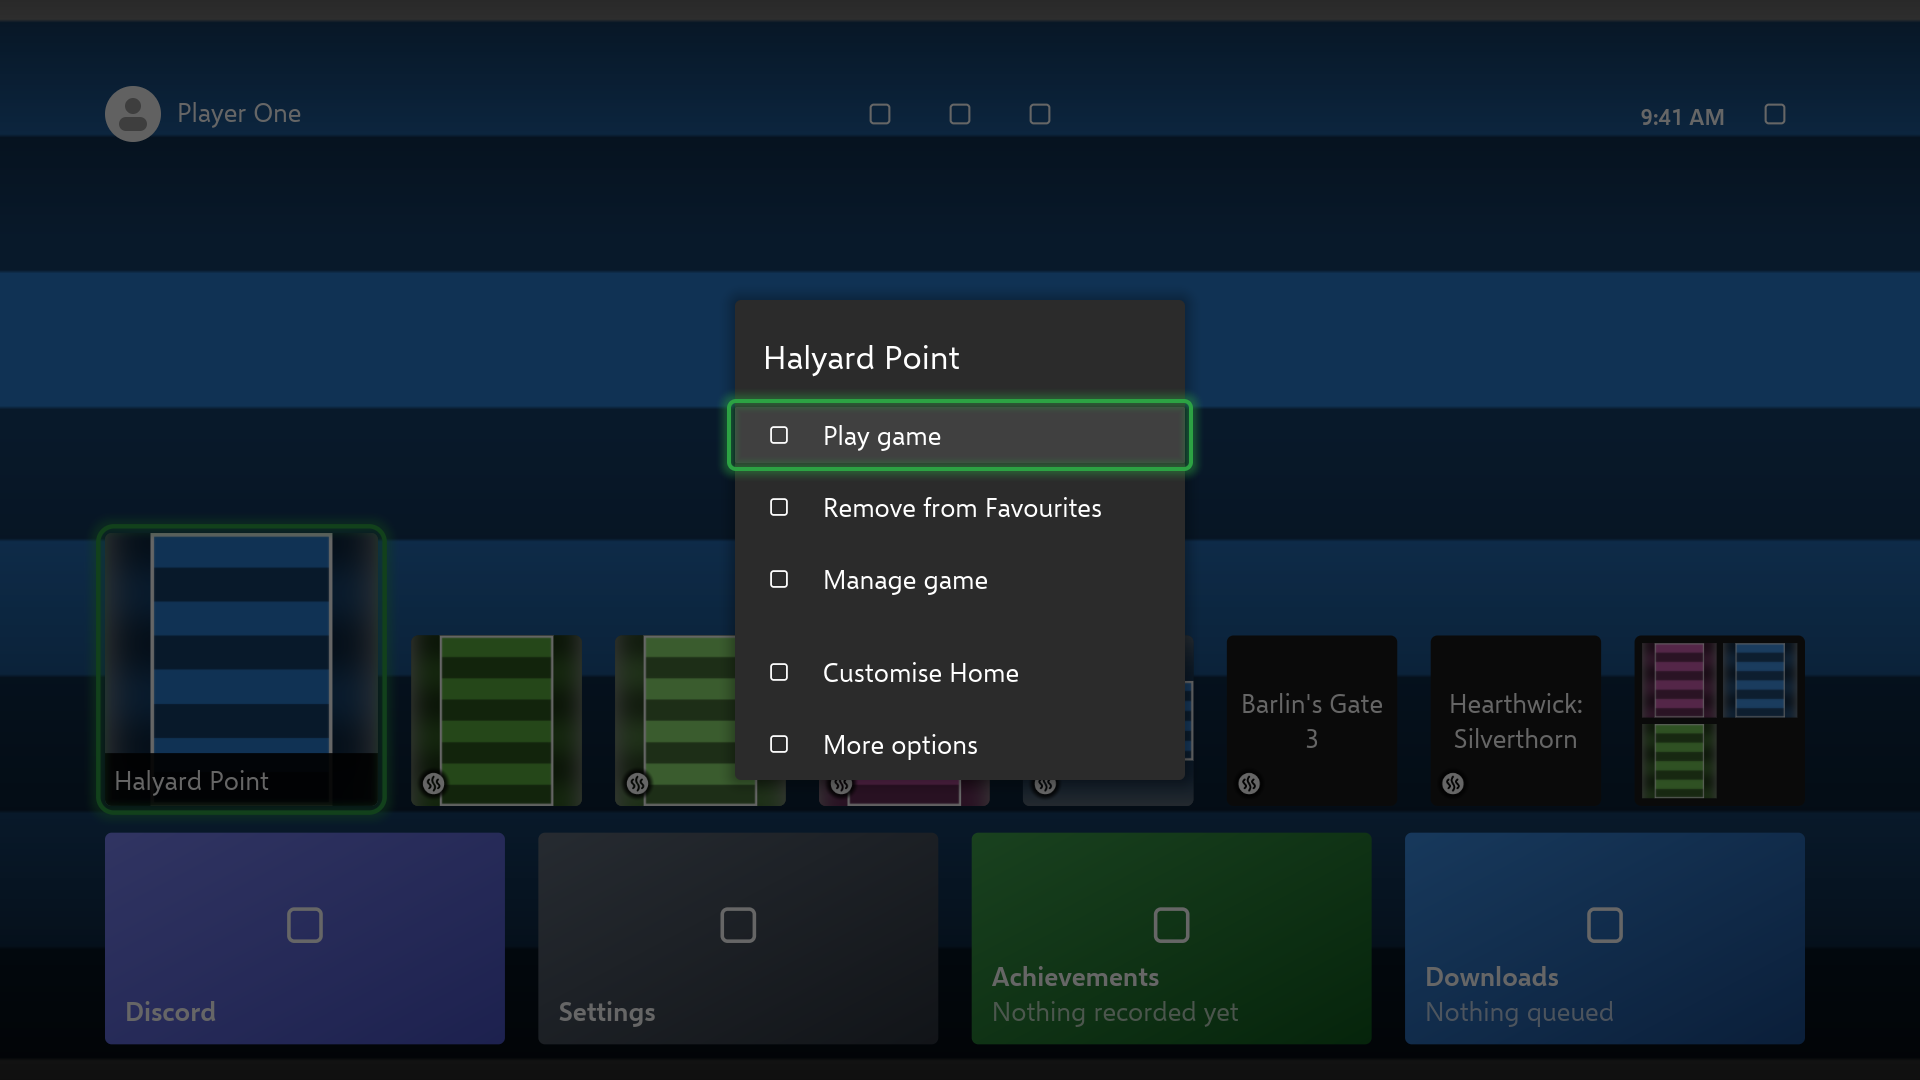 Player One
9:41 AM
Halyard Point
Play game
Remove from Favourites
Manage game
Customise Home
More options
Halyard Point
Barlin's Gate
3
Hearthwick:
Silverthorn
Discord
Settings
Achievements
Nothing recorded yet
Downloads
Nothing queued